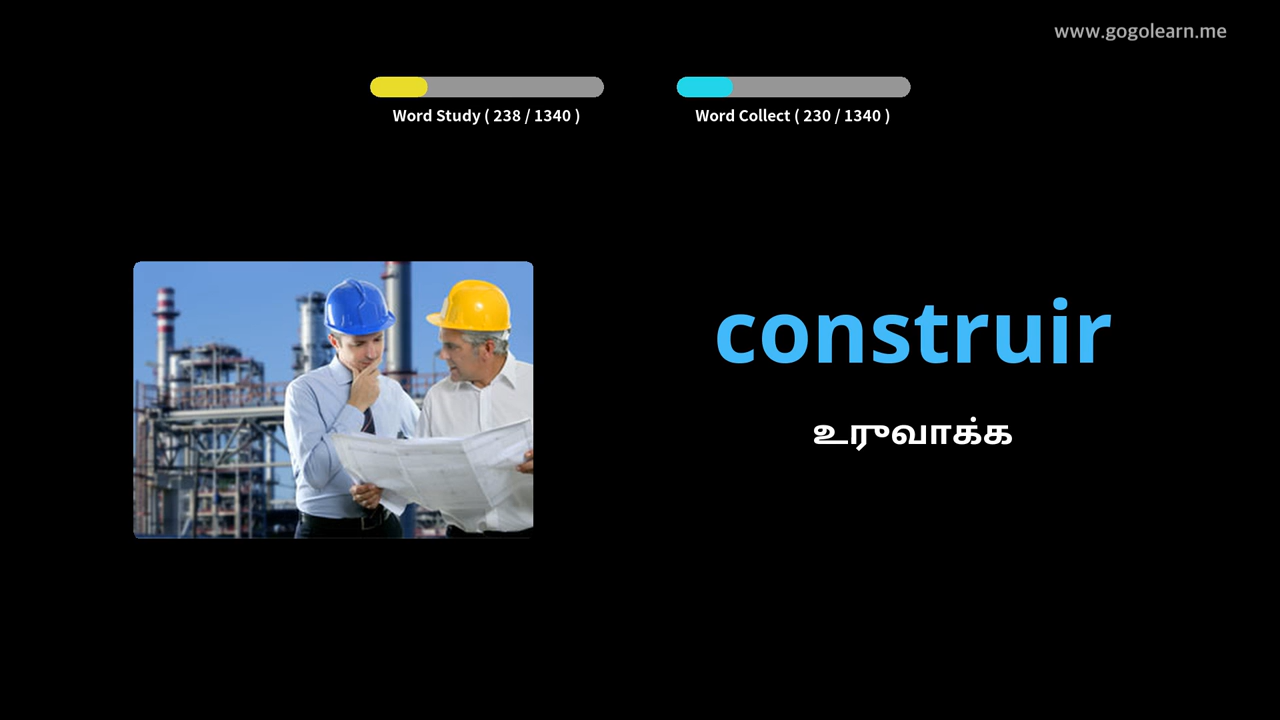 www.gogolearn.me
Word Study ( 238 / 1340 )
Word Collect ( 230 / 1340 )
construir
உருவாக்க